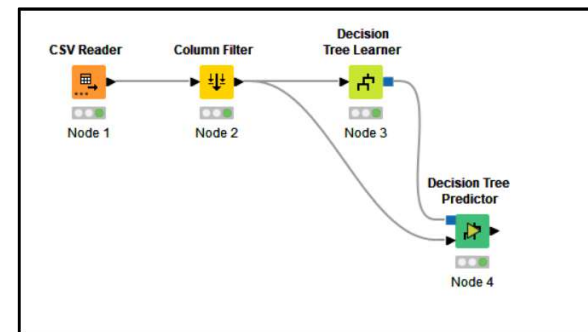 CSV Reader
Node 1
Column Filter
Node 2
Decision
Tree Learner
Node 3
Decision Tree
Predictor
Node 4